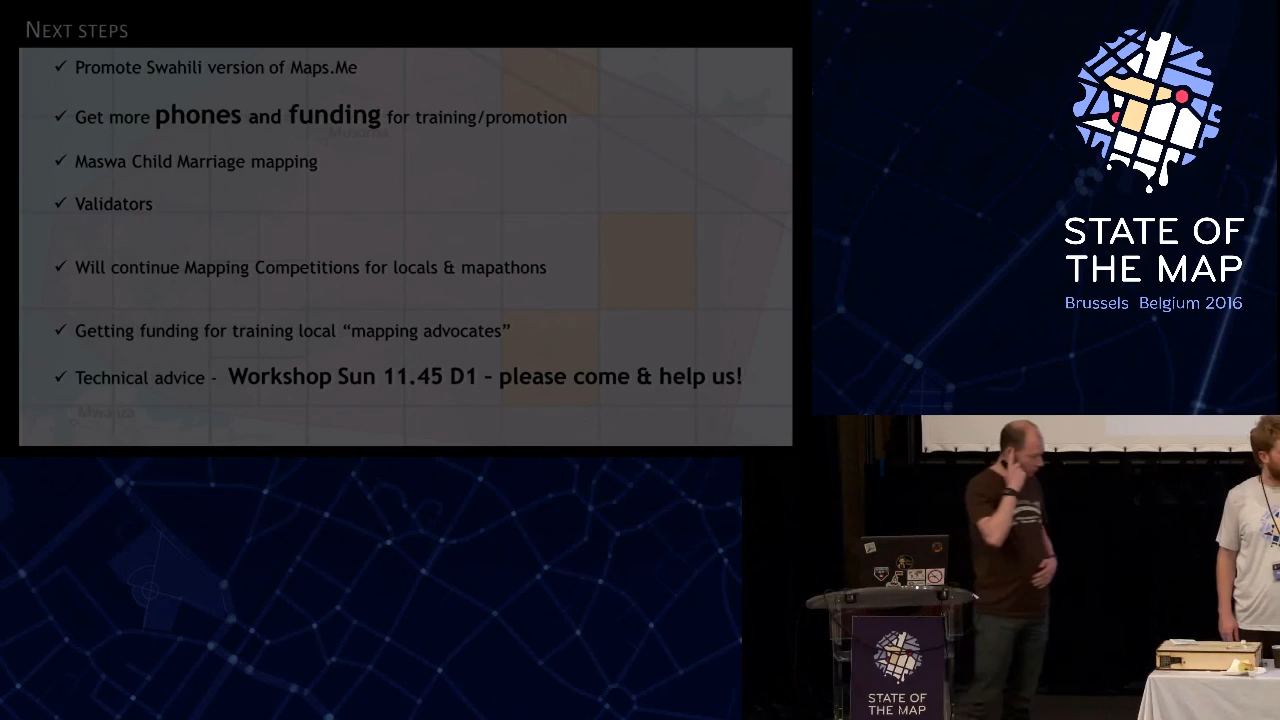 NEXT STEPS
✓ Promote Swahili version of Maps.Me
✓ Get more phones and funding for training/promotion
✓ Maswa Child Marriage mapping
✓ Validators
✓ Will continue Mapping Competitions for locals & mapathons
✓ Getting funding for training local “mapping advocates”
✓ Technical advice - Workshop Sun 11.45 D1 – please come & help us!
Musoma
Mwanza
STATE OF
THE MAP
Brussels Belgium 2016
STATE OF
THE MAP